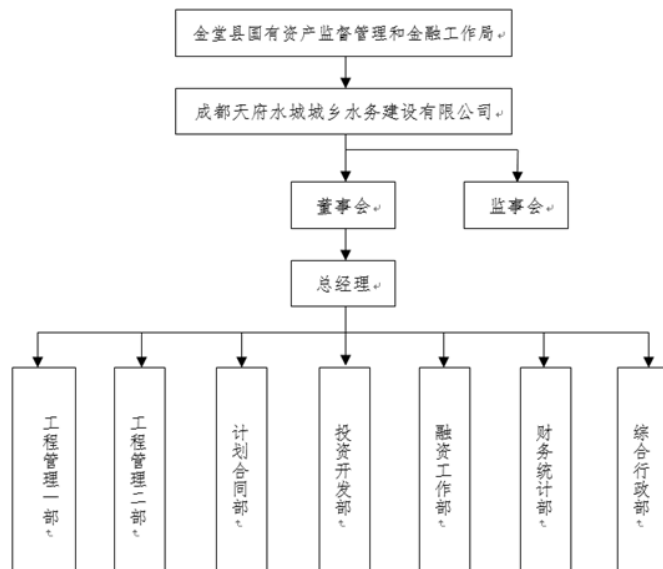 金堂县国有资产监督管理和金融工作局
成都天府水城城乡水务建设有限公司
董事会
监事会
总经理
工程管理一部
工程管理二部
计划合同部
投资开发部
融资工作部
财务统计部
综合行政部